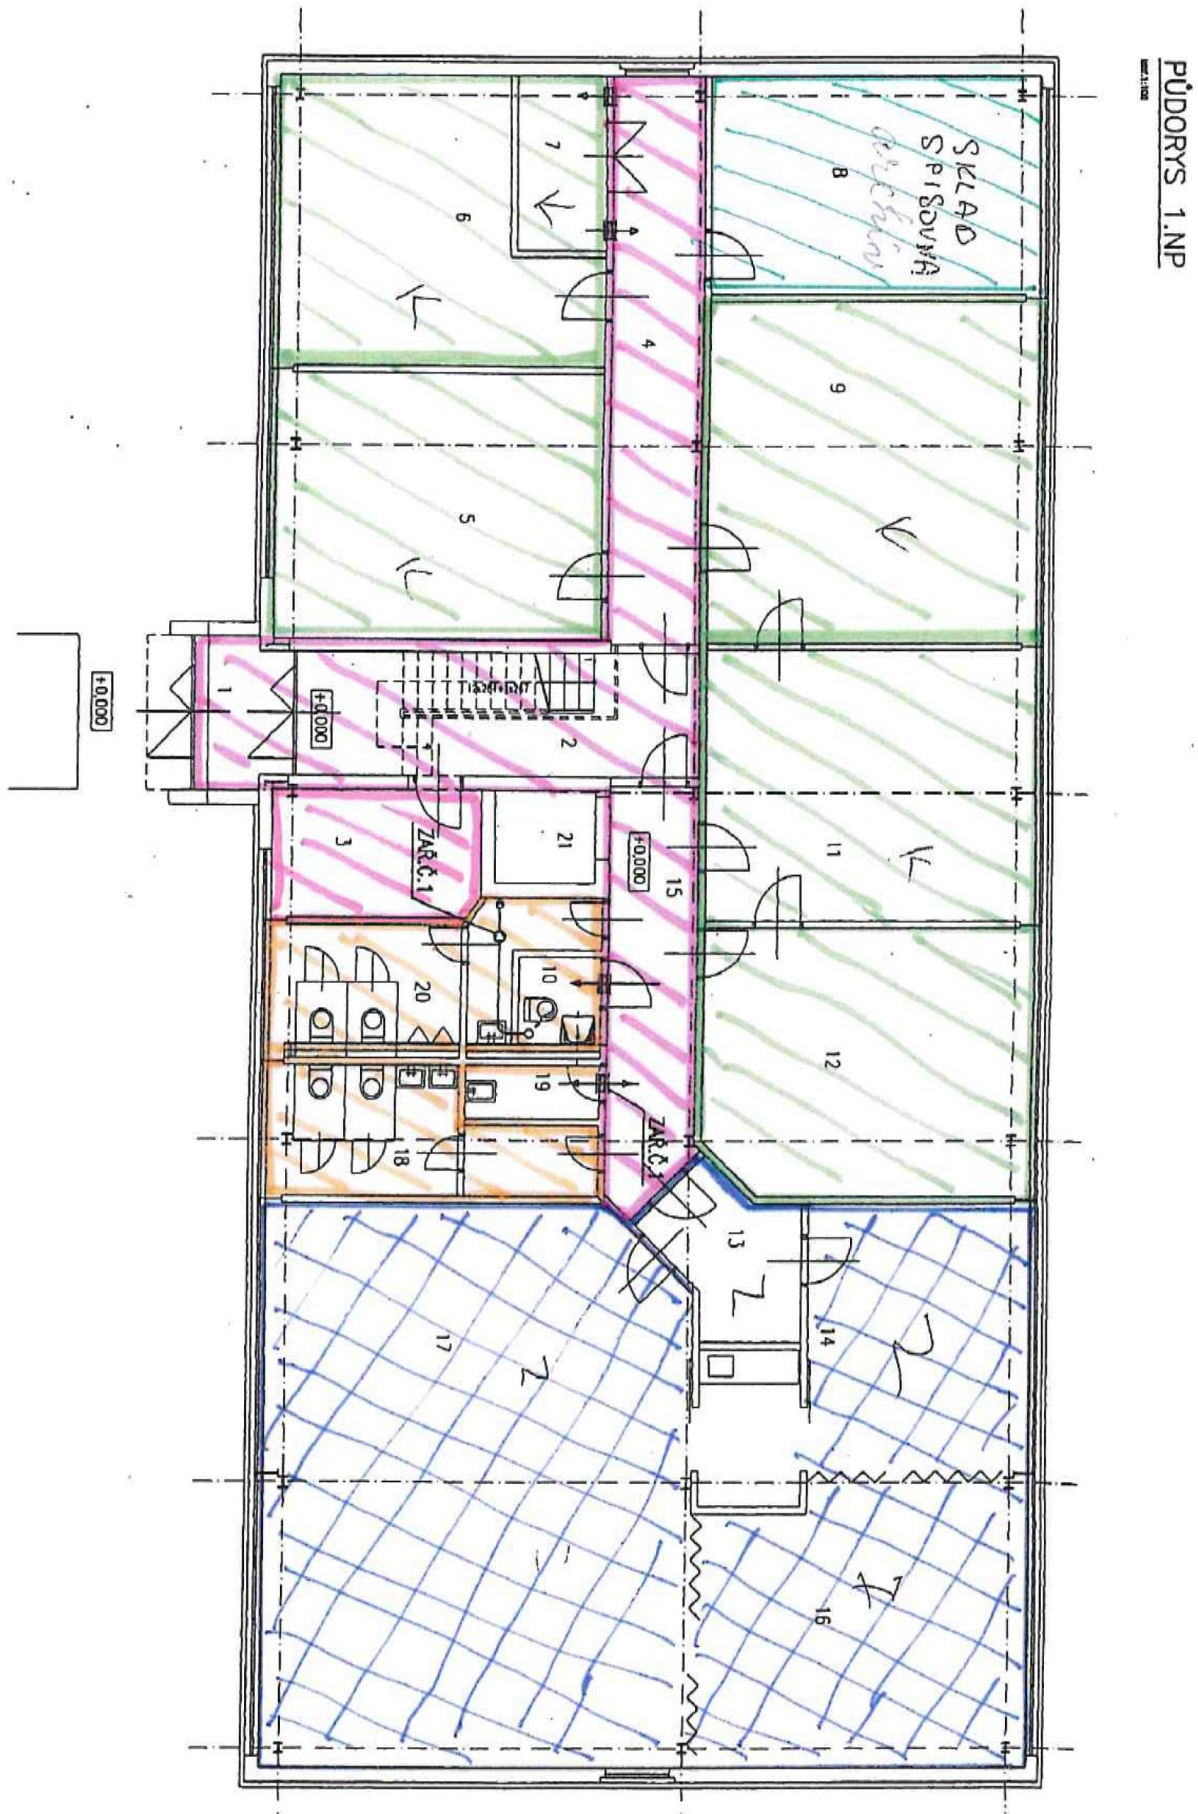 PŮDORYS 1.NP
SKLAD
SPISOVNA
archiv
8
9
11
12
14
16
7
6
4
5
13
15
+0,000
2
1
+0,000
+0,000
3
ZAŘ.Č.1
21
10
20
19
18
ZAŘ.Č.1
17
K
K
K
K
K
Z
Z
Z
Z